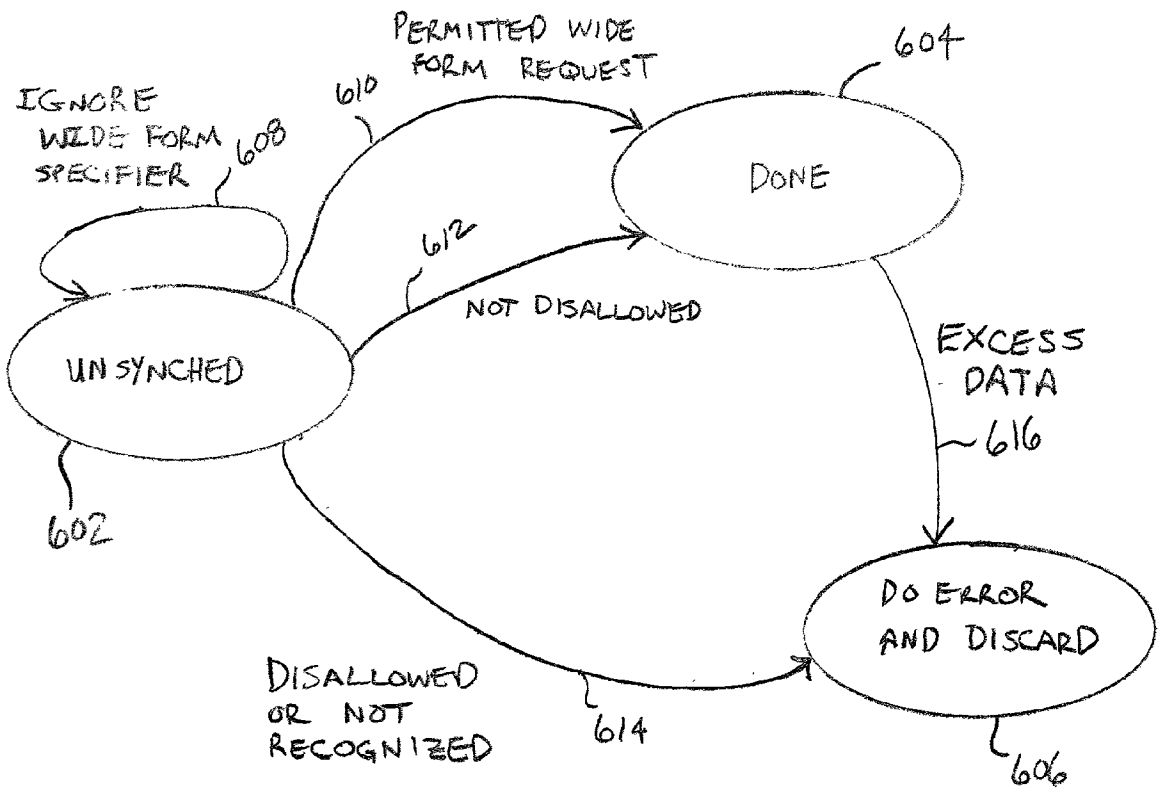 PERMITTED WIDE
FORM REQUEST
604
610
IGNORE
WIDE FORM
SPECIFIER
608
DONE
612
NOT DISALLOWED
UNSYNCHED
EXCESS
DATA
616
602
DO ERROR
AND DISCARD
DISALLOWED
OR NOT
RECOGNIZED
614
606